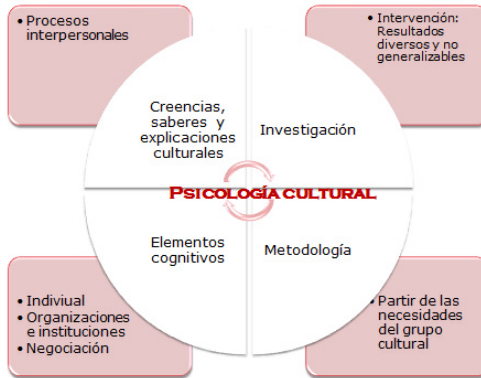 • Procesos
interpersonales
• Intervención:
Resultados
diversos y no
generalizables
Creencias,
saberes y
explicaciones
culturales
Investigación
PSICOLOGÍA CULTURAL
Elementos
cognitivos
Metodología
• Indiviual
• Organizaciones
e instituciones
• Negociación
• Partir de las
necesidades
del grupo
cultural